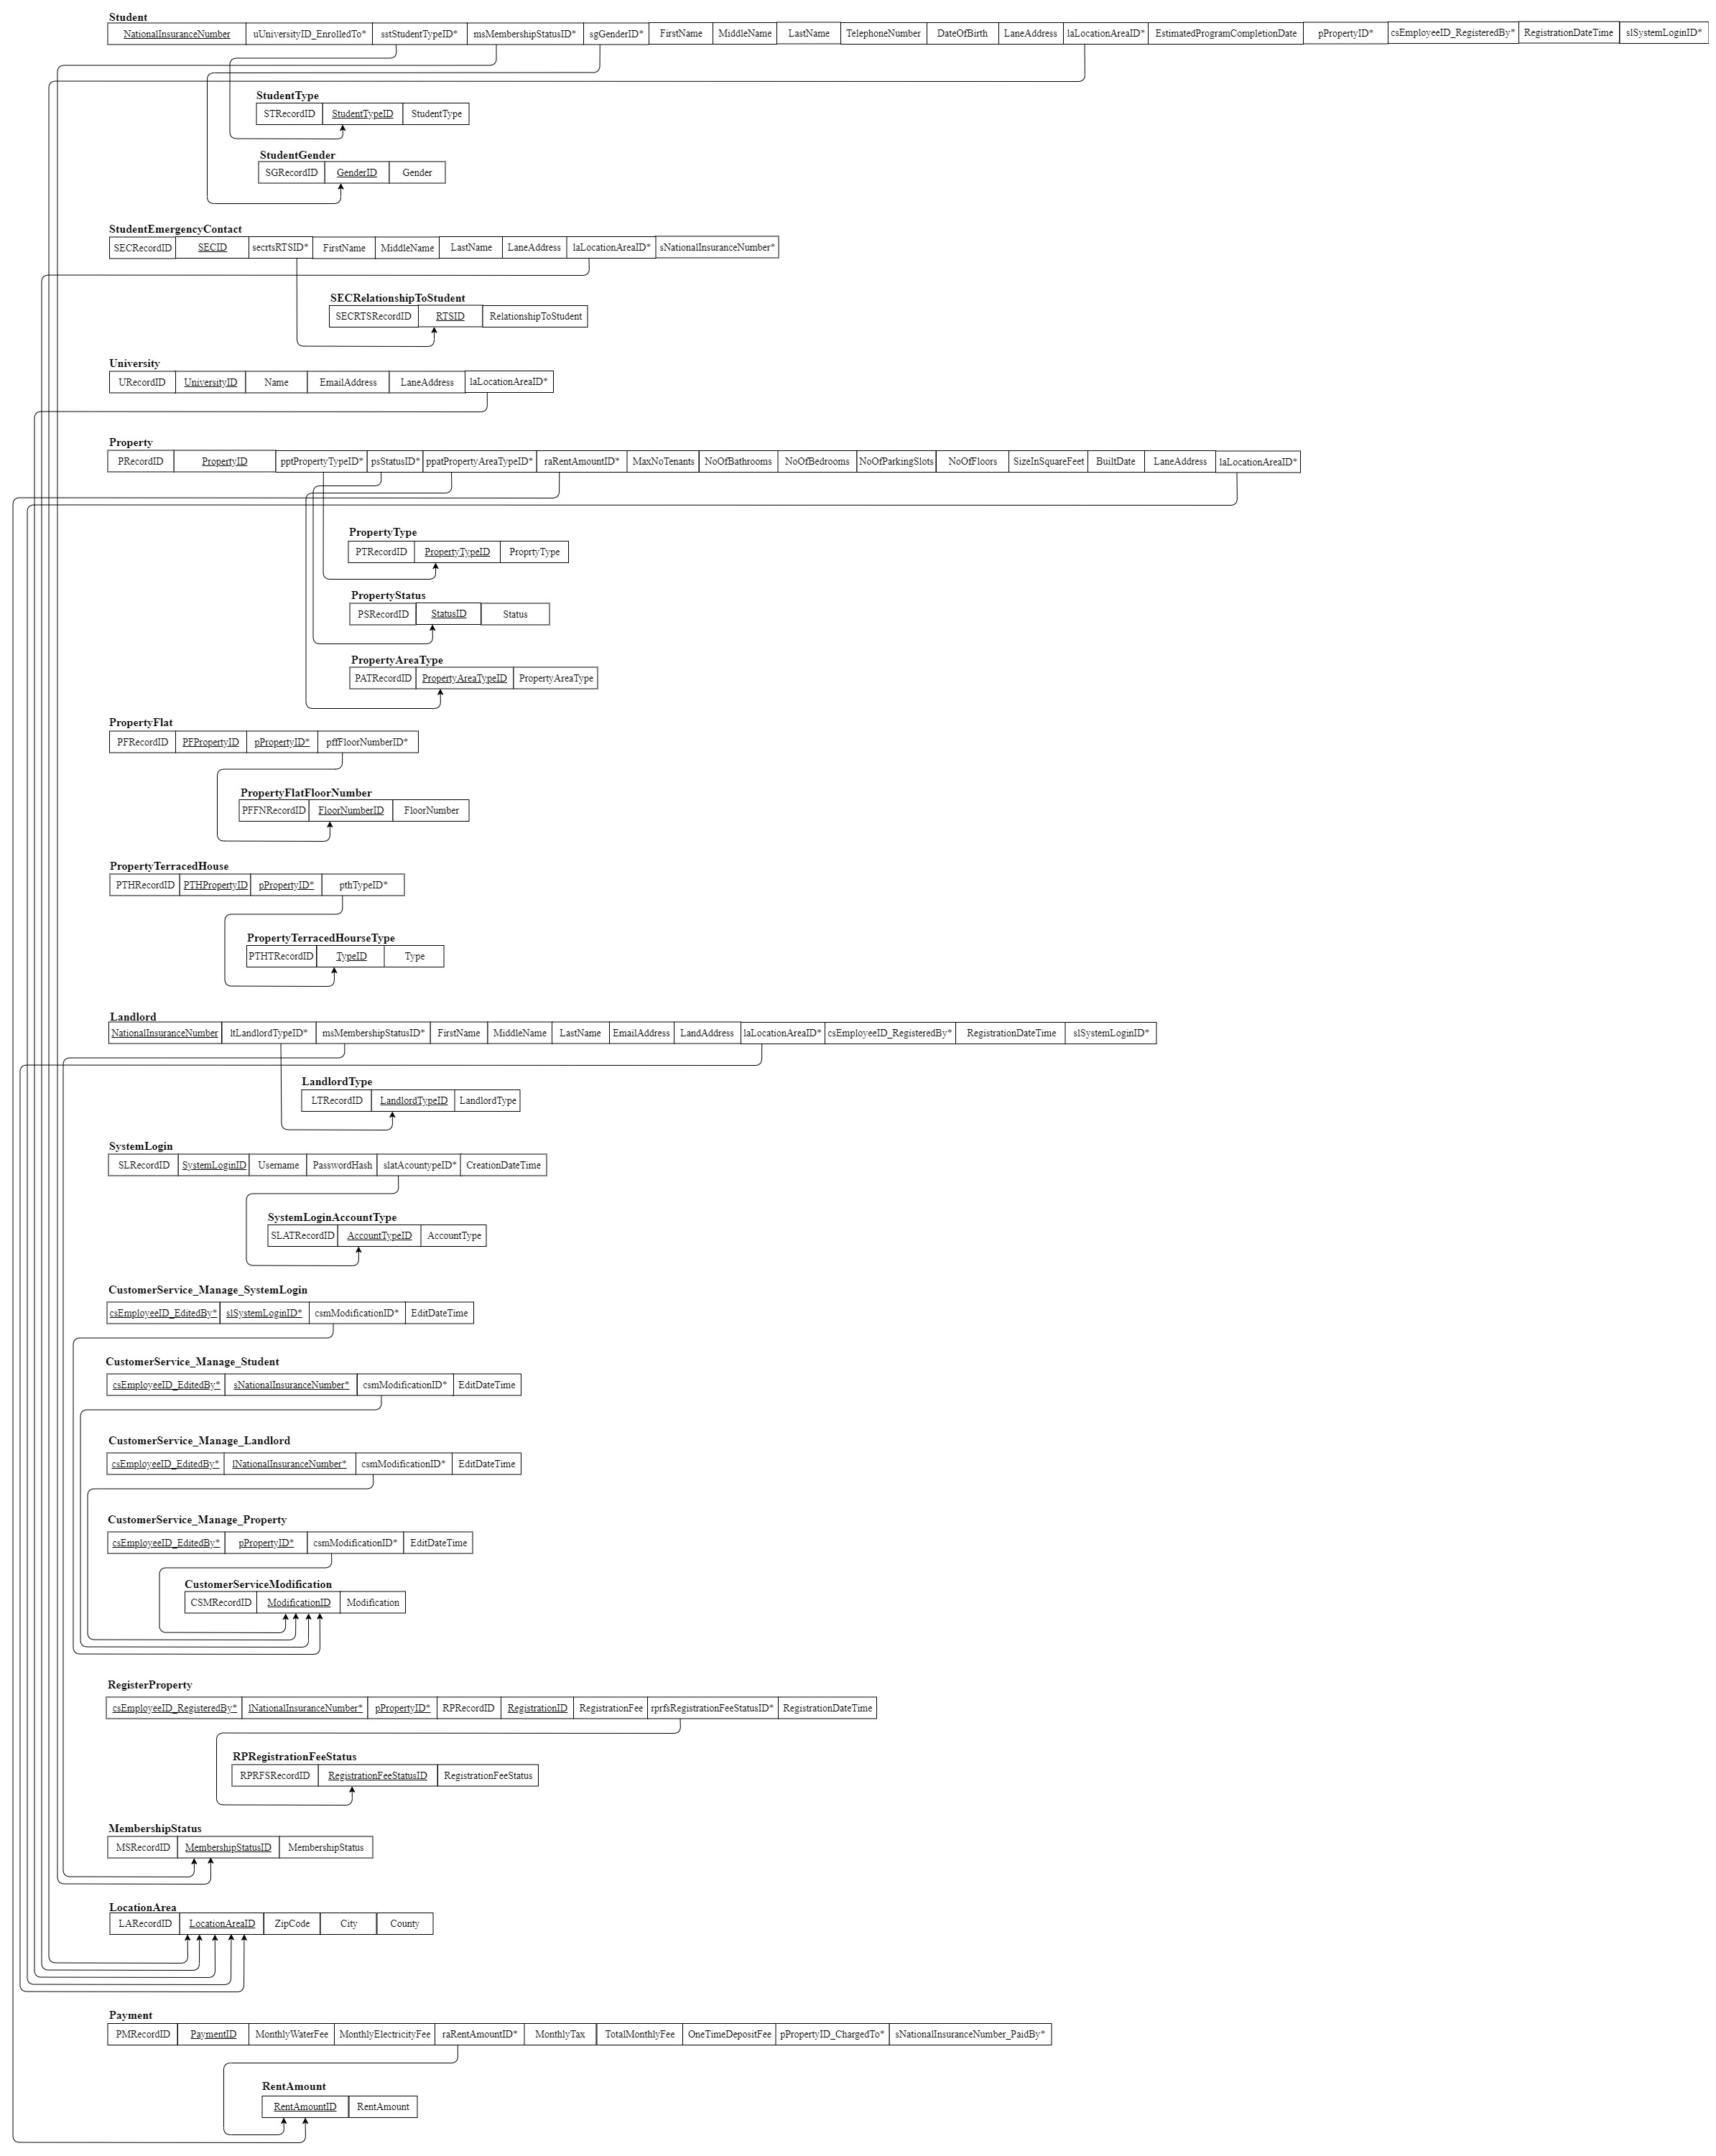 Student
NationalInsuranceNumber uUniversityID_EnrolledTo* sstStudentTypeID* msMembershipStatusID* sgGenderID* FirstName MiddleName LastName TelephoneNumber DateOfBirth LaneAddress laLocationAreaID* EstimatedProgramCompletionDate pPropertyID* csEmployeeID_RegisteredBy* RegistrationDateTime slSystemLoginID*
StudentType
STRecordID StudentTypeID StudentType
StudentGender
SGRecordID GenderID Gender
StudentEmergencyContact
SECRecordID SECID secrtsRTSID* FirstName MiddleName LastName LaneAddress laLocationAreaID* sNationalInsuranceNumber*
SECRelationshipToStudent
SECRTSRecordID RTSID RelationshipToStudent
University
URecordID UniversityID Name EmailAddress LaneAddress laLocationAreaID*
Property
PRecordID PropertyID pptPropertyTypeID* psStatusID* ppatPropertyAreaTypeID* raRentAmountID* MaxNoTenants NoOfBathrooms NoOfBedrooms NoOfParkingSlots NoOfFloors SizeInSquareFeet BuiltDate LaneAddress laLocationAreaID*
PropertyType
PTRecordID PropertyTypeID ProprtyType
PropertyStatus
PSRecordID StatusID Status
PropertyAreaType
PATRecordID PropertyAreaTypeID PropertyAreaType
PropertyFlat
PFRecordID PFPropertyID pPropertyID* pffFloorNumberID*
PropertyFlatFloorNumber
PFFNRecordID FloorNumberID FloorNumber
PropertyTerracedHouse
PTHRecordID PTHPropertyID pPropertyID* pthTypeID*
PropertyTerracedHourseType
PTHTRecordID TypeID Type
Landlord
NationalInsuranceNumber ltLandlordTypeID* msMembershipStatusID* FirstName MiddleName LastName EmailAddress LandAddress laLocationAreaID* csEmployeeID_RegisteredBy* RegistrationDateTime slSystemLoginID*
LandlordType
LTRecordID LandlordTypeID LandlordType
SystemLogin
SLRecordID SystemLoginID Username PasswordHash slatAcountypeID* CreationDateTime
SystemLoginAccountType
SLATRecordID AccountTypeID AccountType
CustomerService_Manage_SystemLogin
csEmployeeID_EditedBy* slSystemLoginID* csmModificationID* EditDateTime
CustomerService_Manage_Student
csEmployeeID_EditedBy* sNationalInsuranceNumber* csmModificationID* EditDateTime
CustomerService_Manage_Landlord
csEmployeeID_EditedBy* lNationalInsuranceNumber* csmModificationID* EditDateTime
CustomerService_Manage_Property
csEmployeeID_EditedBy* pPropertyID* csmModificationID* EditDateTime
CustomerServiceModification
CSMRecordID ModificationID Modification
RegisterProperty
csEmployeeID_RegisteredBy* lNationalInsuranceNumber* pPropertyID* RPRecordID RegistrationID RegistrationFee rprfsRegistrationFeeStatusID* RegistrationDateTime
RPRegistrationFeeStatus
RPRFSRecordID RegistrationFeeStatusID RegistrationFeeStatus
MembershipStatus
MSRecordID MembershipStatusID MembershipStatus
LocationArea
LARecordID LocationAreaID ZipCode City County
Payment
PMRecordID PaymentID MonthlyWaterFee MonthlyElectricityFee raRentAmountID* MonthlyTax TotalMonthlyFee OneTimeDepositFee pPropertyID_ChargedTo* sNationalInsuranceNumber_PaidBy*
RentAmount
RentAmountID RentAmount